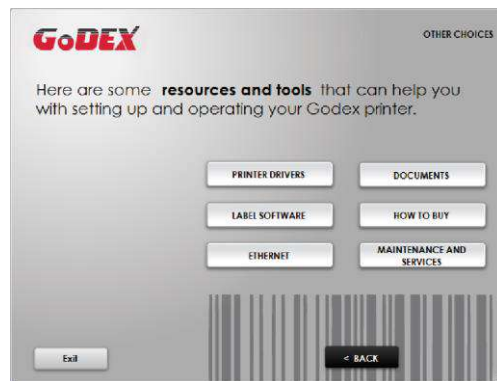 GoDEX
OTHER CHOICES
Here are some resources and tools that can help you
with setting up and operating your Godex printer.
PRINTER DRIVERS
DOCUMENTS
LABEL SOFTWARE
HOW TO BUY
ETHERNET
MAINTENANCE AND
SERVICES
Exil
< BACK